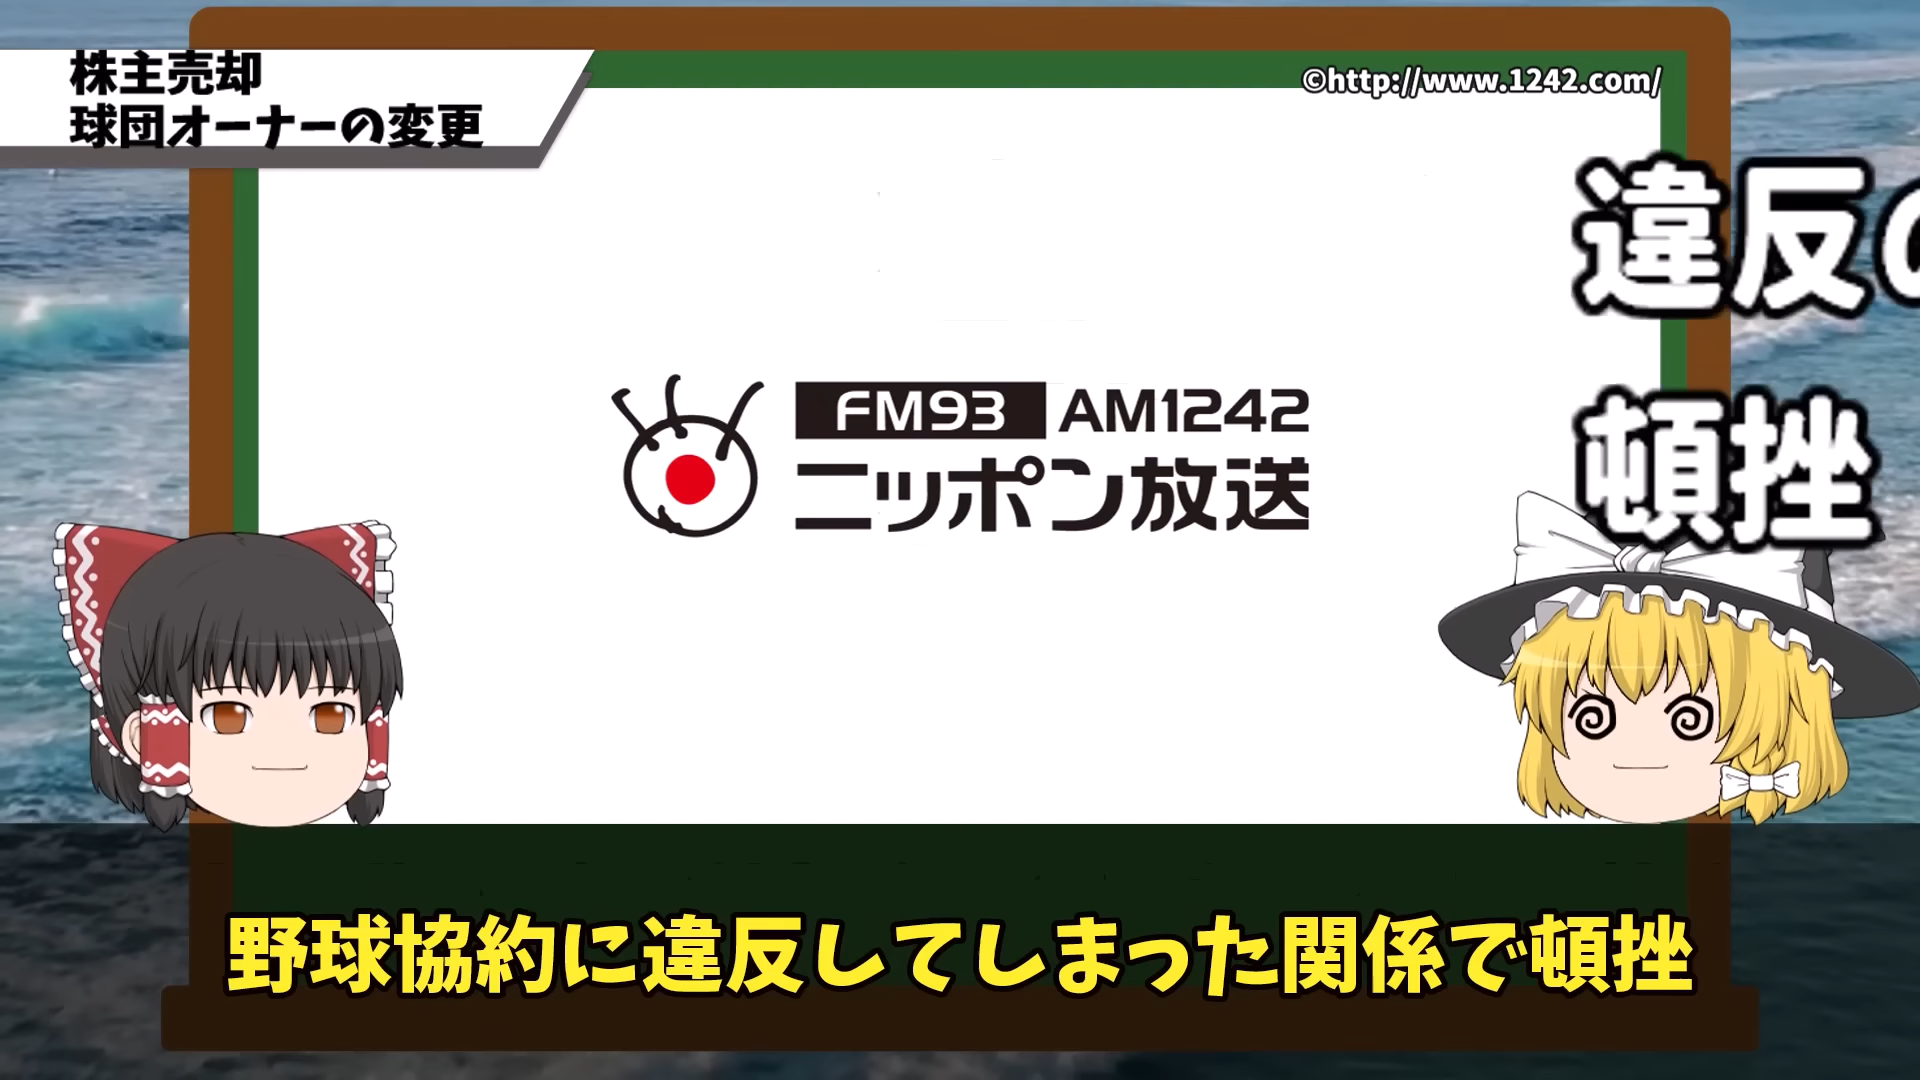 株主売却
球団オーナーの変更
©http://www.1242.com/
違反の
頓挫
FM93 AM1242
ニッポン放送
野球協約に違反してしまった関係で頓挫